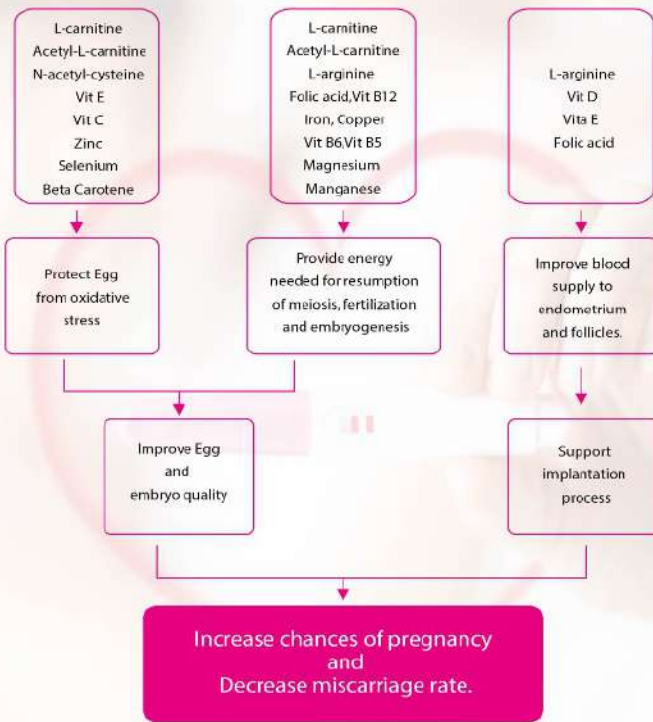 L-carnitine
Acetyl-L-carnitine
N-acetyl-cysteine
Vit E
Vit C
Zinc
Selenium
Beta Carotene
L-carnitine
Acetyl-L-carnitine
L-arginine
Folic acid,Vit B12
Iron, Copper
Vit B6,Vit B5
Magnesium
Manganese
L-arginine
Vit D
Vita E
Folic acid
Protect Egg
from oxidative
stress
Provide energy
needed for resumption
of meiosis, fertilization
and embryogenesis
Improve blood
supply to
endometrium
and follicles.
Improve Egg
and
embryo quality
Support
implantation
process
Increase chances of pregnancy
and
Decrease miscarriage rate.